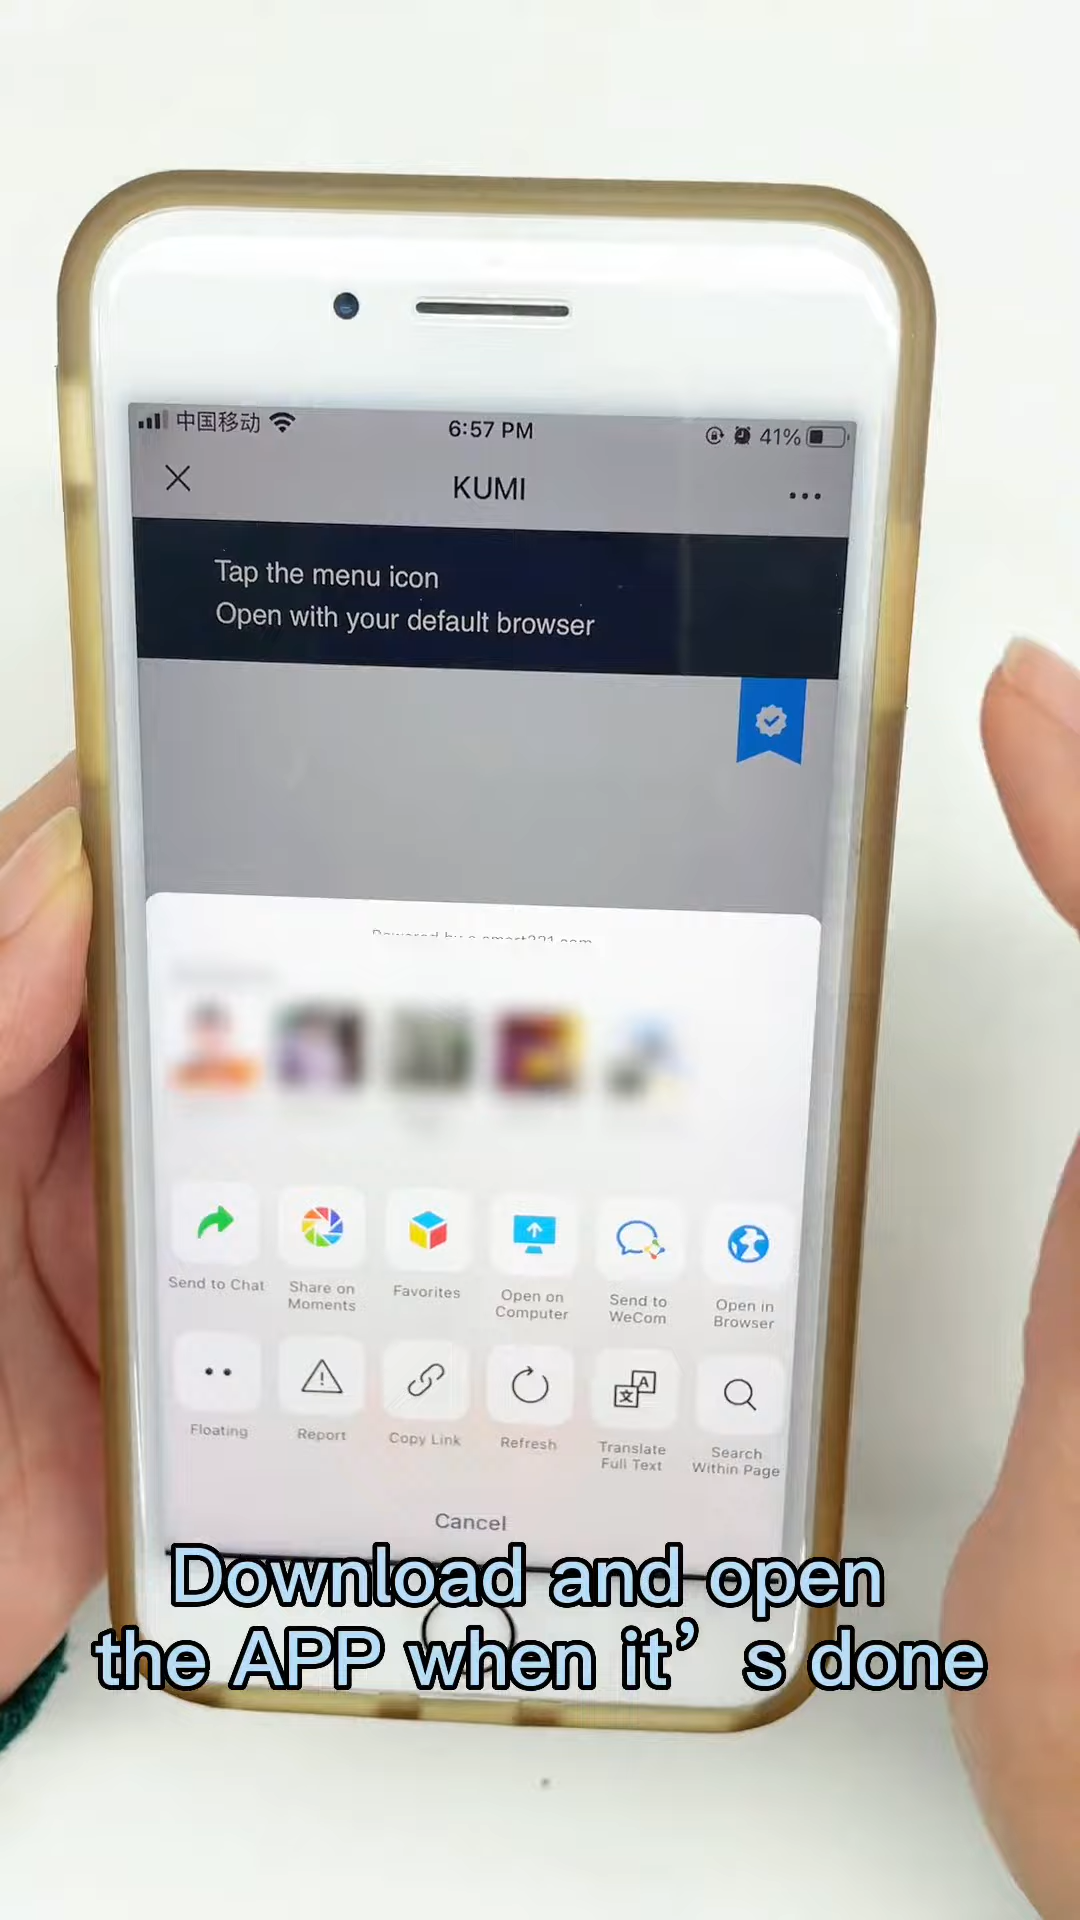 中国移动
6:57 PM
41%
KUMI
Tap the menu icon
Open with your default browser
Powered by
Send to Chat
Share on
Moments
Favorites
Open on
Computer
Send to
WeCom
Open in
Browser
Floating
Report
Copy Link
Refresh
Translate
Full Text
Search
Within Page
Cancel
Download and open
the APP when it’s done